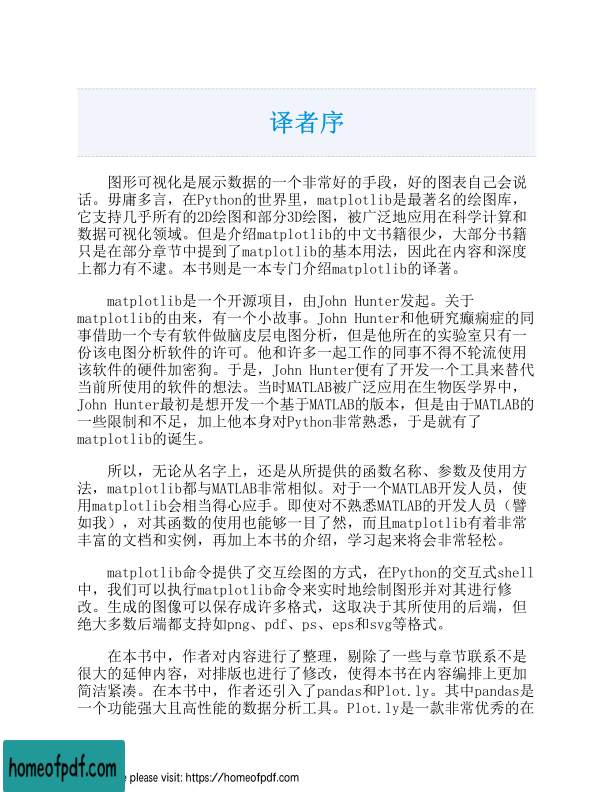 译者序
图形可视化是展示数据的一个非常好的手段，好的图表自己会说
话。毋庸多言，在Python的世界里，matplotlib是最著名的绘图库，
它支持几乎所有的2D绘图和部分3D绘图，被广泛地应用在科学计算和
数据可视化领域。但是介绍matplotlib的中文书籍很少，大部分书籍
只是在部分章节中提到了matplotlib的基本用法，因此在内容和深度
上都力有不逮。本书则是一本专门介绍matplotlib的译著。
matplotlib是一个开源项目，由John Hunter发起。关于
matplotlib的由来，有一个小故事。John Hunter和他研究癫痫症的同
事借助一个专有软件做脑皮层电图分析，但是他所在的实验室只有一
份该电图分析软件的许可。他和许多一起工作的同事不得不轮流使用
该软件的硬件加密狗。于是，John Hunter便有了开发一个工具来替代
当前所使用的软件的想法。当时MATLAB被广泛应用在生物医学界中，
John Hunter最初是想开发一个基于MATLAB的版本，但是由于MATLAB的
一些限制和不足，加上他本身对Python非常熟悉，于是就有了
matplotlib的诞生。
所以，无论从名字上，还是从所提供的函数名称、参数及使用方
法，matplotlib都与MATLAB非常相似。对于一个MATLAB开发人员，使
用matplotlib会相当得心应手。即使对不熟悉MATLAB的开发人员（譬
如我），对其函数的使用也能够一目了然，而且matplotlib有着非常
丰富的文档和实例，再加上本书的介绍，学习起来将会非常轻松。
matplotlib命令提供了交互绘图的方式，在Python的交互式shell
中，我们可以执行matplotlib命令来实时地绘制图形并对其进行修
改。生成的图像可以保存成许多格式，这取决于其所使用的后端，但
绝大多数后端都支持如png、pdf、ps、eps和svg等格式。
在本书中，作者对内容进行了整理，剔除了一些与章节联系不是
很大的延伸内容，对排版也进行了修改，使得本书在内容编排上更加
简洁紧凑。在本书中，作者还引入了pandas和Plot.ly。其中pandas是
一个功能强大且高性能的数据分析工具。Plot.ly是一款非常优秀的在
homeofpdf.com
please visit: https://homeofpdf.com